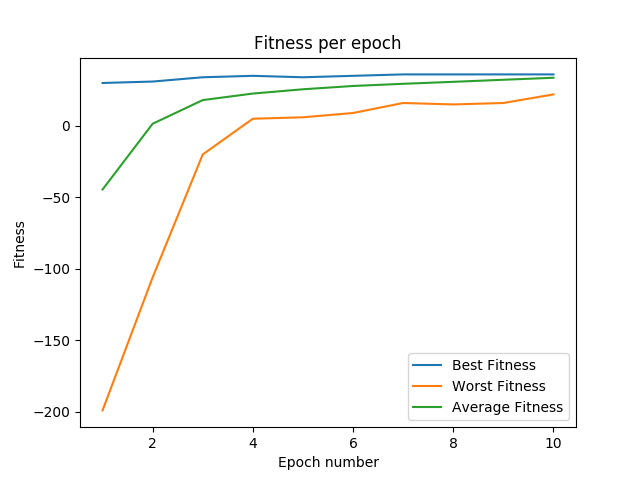 Fitness per epoch
Fitness
0
−50
−100
−150
−200
Best Fitness
Worst Fitness
Average Fitness
2 4 6 8 10
Epoch number